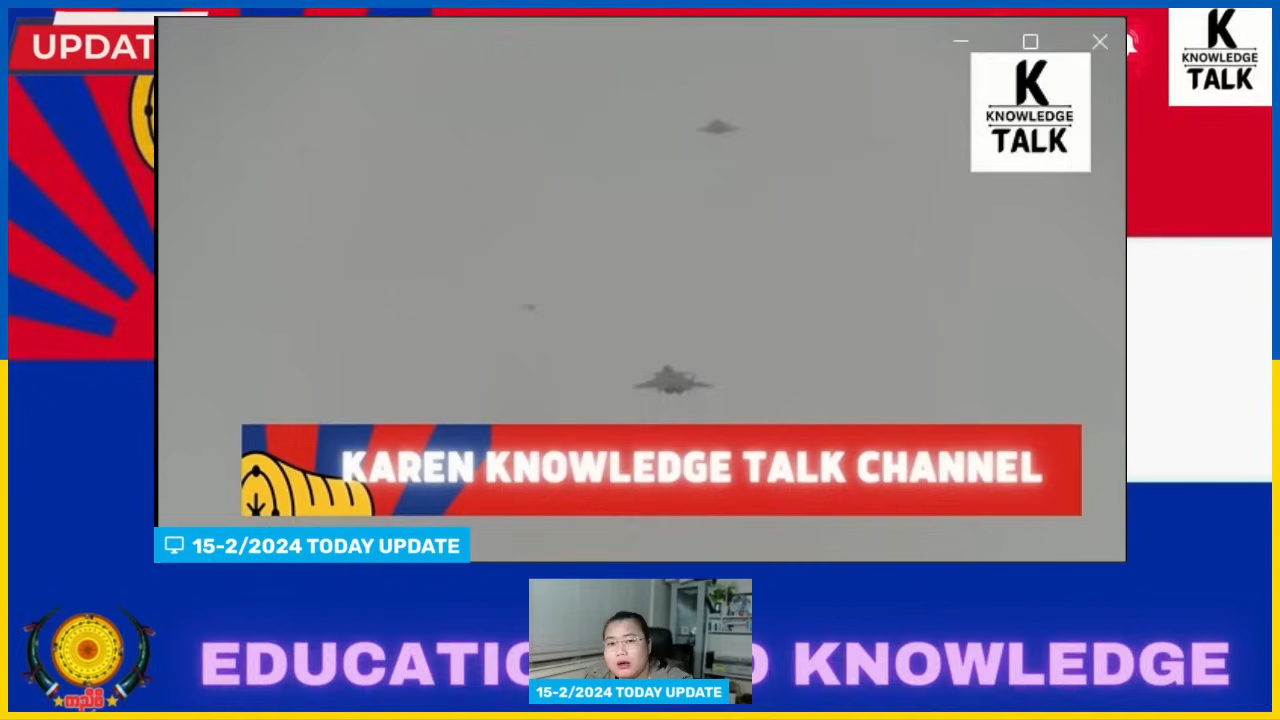 UPDAT
K
KNOWLEDGE
TALK
K
KNOWLEDGE
TALK
KAREN KNOWLEDGE TALK CHANNEL
15-2/2024 TODAY UPDATE
EDUCATIO
D KNOWLEDGE
15-2/2024 TODAY UPDATE